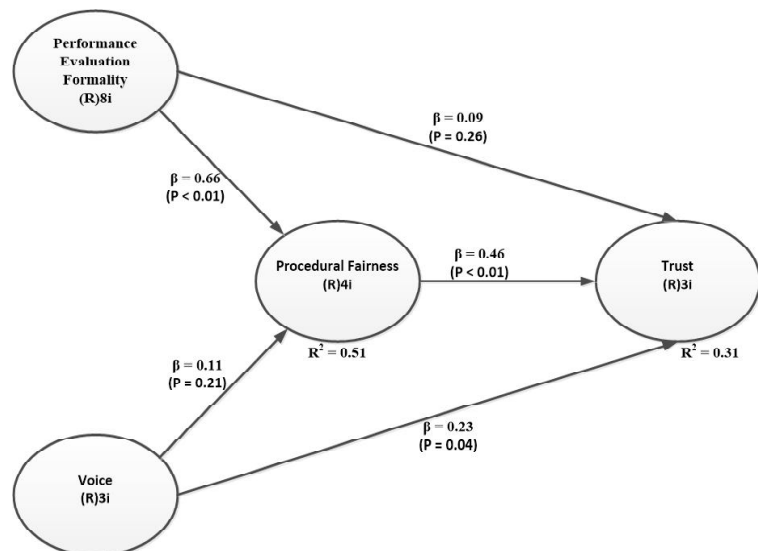 Performance
Evaluation
Formality
(R)8i
β = 0.09
(P = 0.26)
β = 0.66
(P < 0.01)
Procedural Fairness
(R)4i
β = 0.46
(P < 0.01)
Trust
(R)3i
R² = 0.51
R² = 0.31
β = 0.11
(P = 0.21)
β = 0.23
(P = 0.04)
Voice
(R)3i